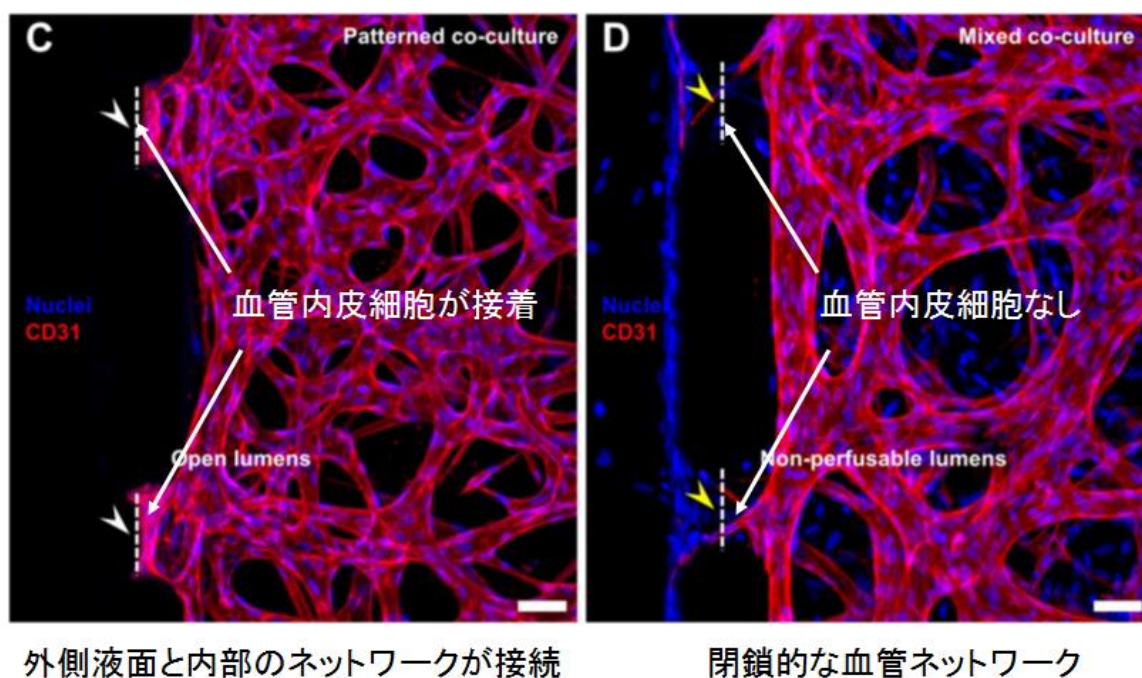 C
Patterned co-culture
Nuclei
CD31
血管内皮細胞が接着
Open lumens
外側液面と内部のネットワークが接続
D
Mixed co-culture
Nuclei
CD31
血管内皮細胞なし
Non-perfusable lumens
閉鎖的な血管ネットワーク